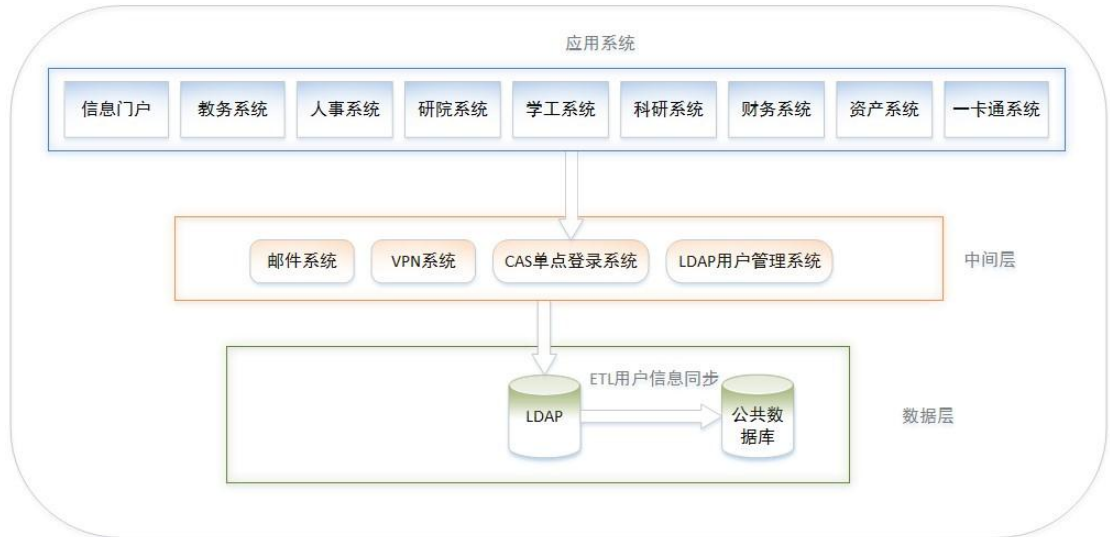 应用系统
信息门户
教务系统
人事系统
研院系统
学工系统
科研系统
财务系统
资产系统
一卡通系统
邮件系统
VPN系统
CAS单点登录系统
LDAP用户管理系统
中间层
ETL用户信息同步
LDAP
公共数
据库
数据层